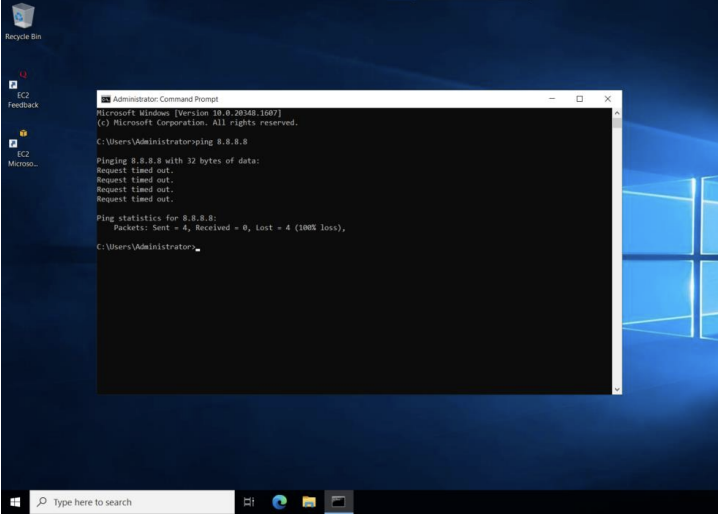 Recycle Bin
EC2
Feedback
EC2
Microso...
Administrator: Command Prompt
Microsoft Windows [Version 10.0.20348.1607]
(c) Microsoft Corporation. All rights reserved.
C:\Users\Administrator>ping 8.8.8.8
Pinging 8.8.8.8 with 32 bytes of data:
Request timed out.
Request timed out.
Request timed out.
Request timed out.
Ping statistics for 8.8.8.8:
Packets: Sent = 4, Received = 0, Lost = 4 (100% loss),
C:\Users\Administrator>
Type here to search